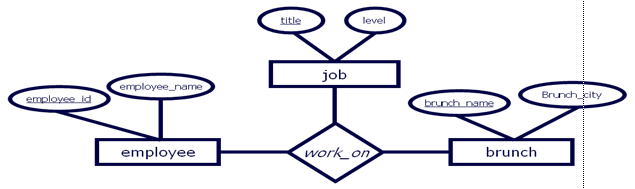 title
level
job
employee_id
employee_name
brunch_name
Brunch_city
employee
work_on
brunch